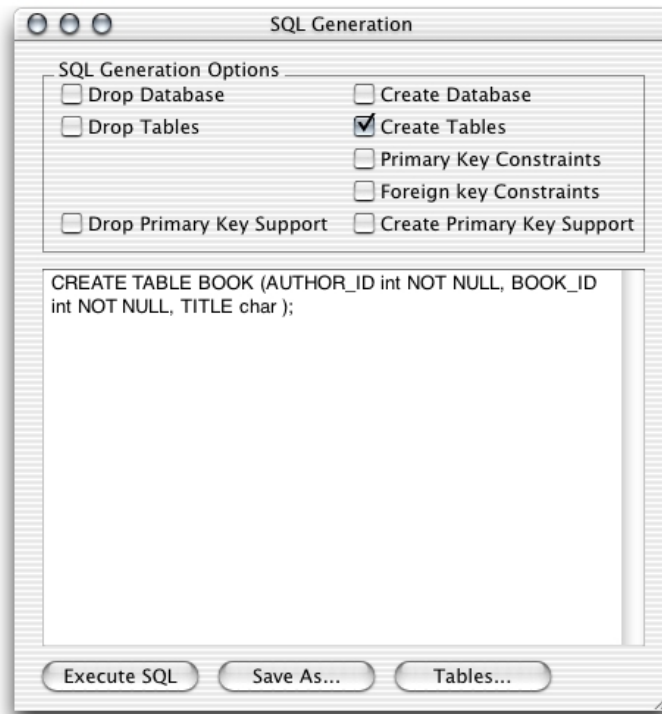 SQL Generation
SQL Generation Options
Drop Database
Create Database
Drop Tables
Create Tables
Primary Key Constraints
Foreign key Constraints
Drop Primary Key Support
Create Primary Key Support
CREATE TABLE BOOK (AUTHOR_ID int NOT NULL, BOOK_ID
int NOT NULL, TITLE char );
Execute SQL
Save As...
Tables...